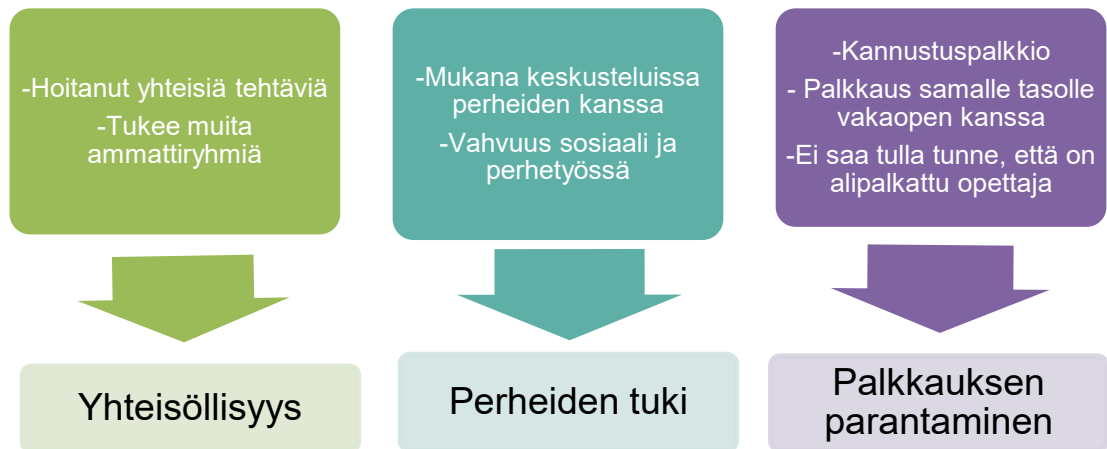 -Hoitanut yhteisiä tehtäviä
-Tukee muita
ammattiryhmiä
-Mukana keskusteluissa
perheiden kanssa
-Vahvuus sosiaali ja
perhetyössä
-Kannustuspalkkio
- Palkkaus samalle tasolle
vakaopen kanssa
-Ei saa tulla tunne, että on
alipalkattu opettaja
Yhteisöllisyys
Perheiden tuki
Palkkauksen
parantaminen